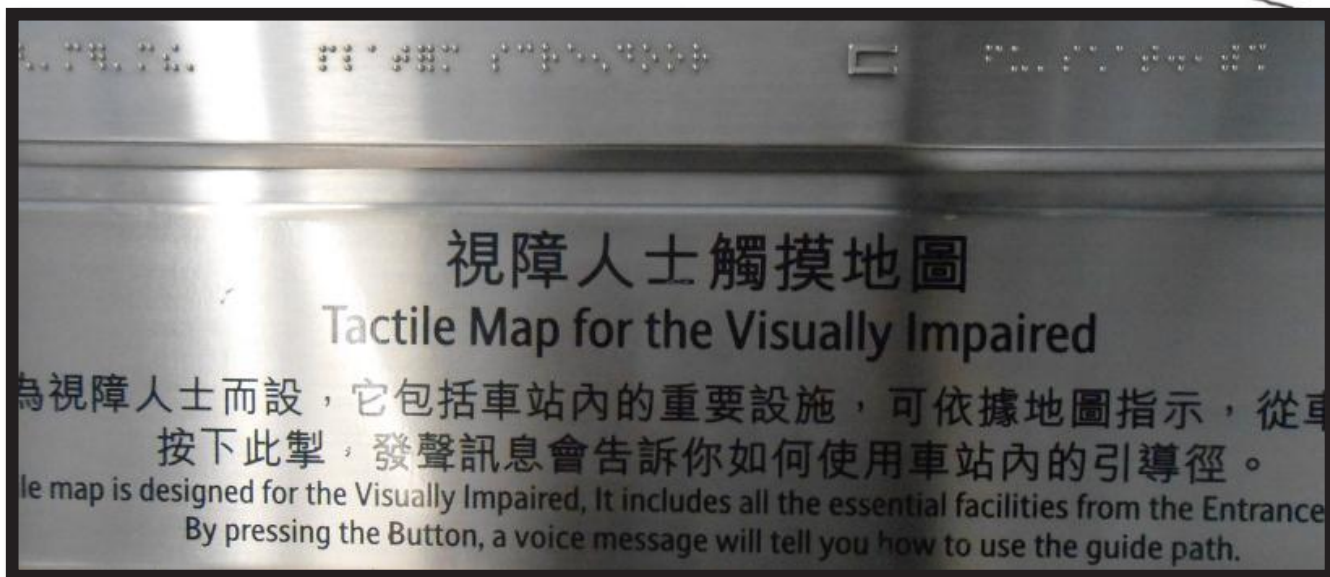 視障人士觸摸地圖
Tactile Map for the Visually Impaired
為視障人士而設，它包括車站內的重要設施，可依據地圖指示，從車
按下此掣，發聲訊息會告訴你如何使用車站內的引導徑。
le map is designed for the Visually Impaired, It includes all the essential facilities from the Entrance
By pressing the Button, a voice message will tell you how to use the guide path.